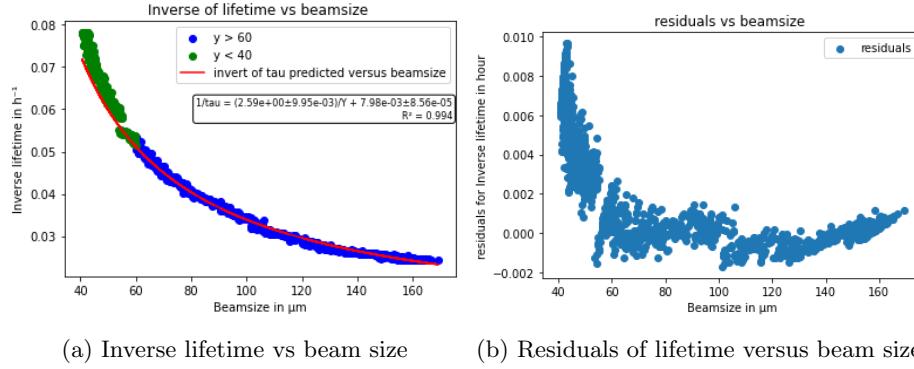 Inverse of lifetime vs beamsize
0.08
0.07
0.06
0.05
0.04
0.03
Inverse lifetime in h⁻¹
y > 60
y < 40
invert of tau predicted versus beamsize
1/tau = (2.59e+00±9.95e-03)/Y + 7.98e-03±8.56e-05
R² = 0.994
40 60 80 100 120 140 160
Beamsize in μm
(a) Inverse lifetime vs beam size
residuals vs beamsize
0.010
0.008
0.006
0.004
0.002
0.000
−0.002
residuals for Inverse lifetime in hour
residuals
40 60 80 100 120 140 160
Beamsize in μm
(b) Residuals of lifetime versus beam size